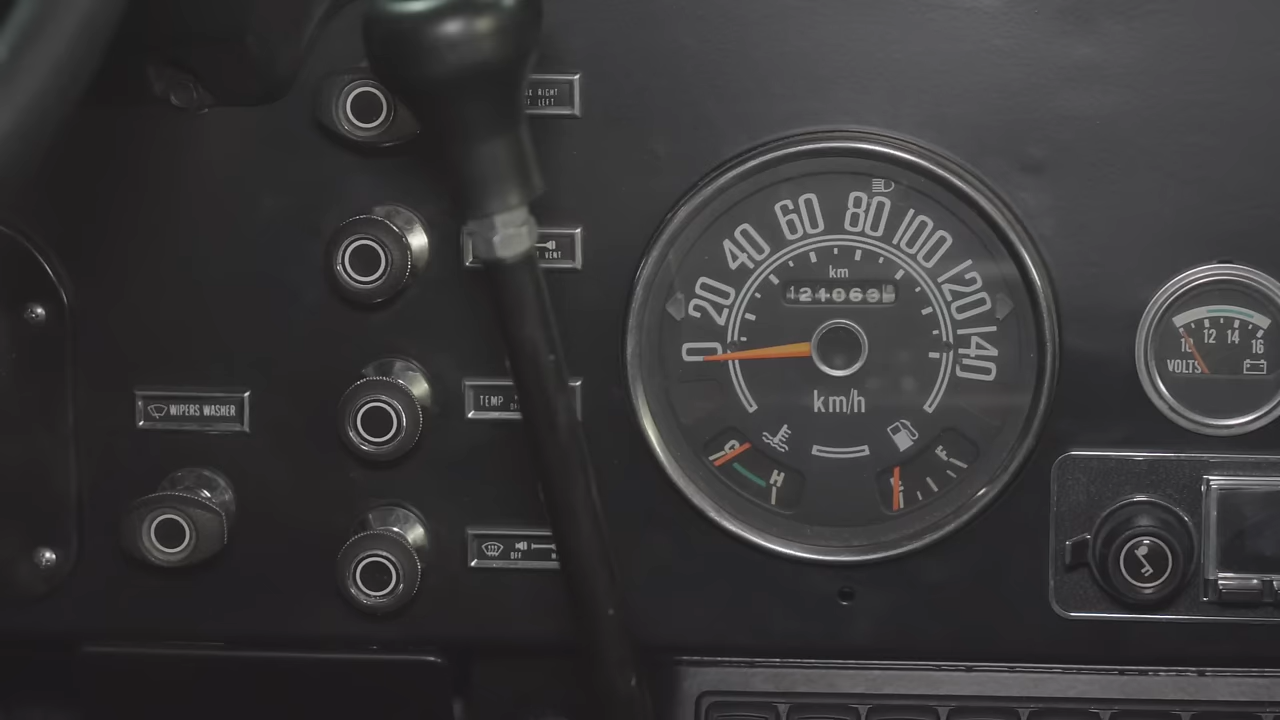 RIGHT
LEFT
VENT
TEMP
WIPERS WASHER
OFF
0
20
40
60
80
100
120
140
km
121063
km/h
C
H
E
F
10
12
14
16
VOLTS